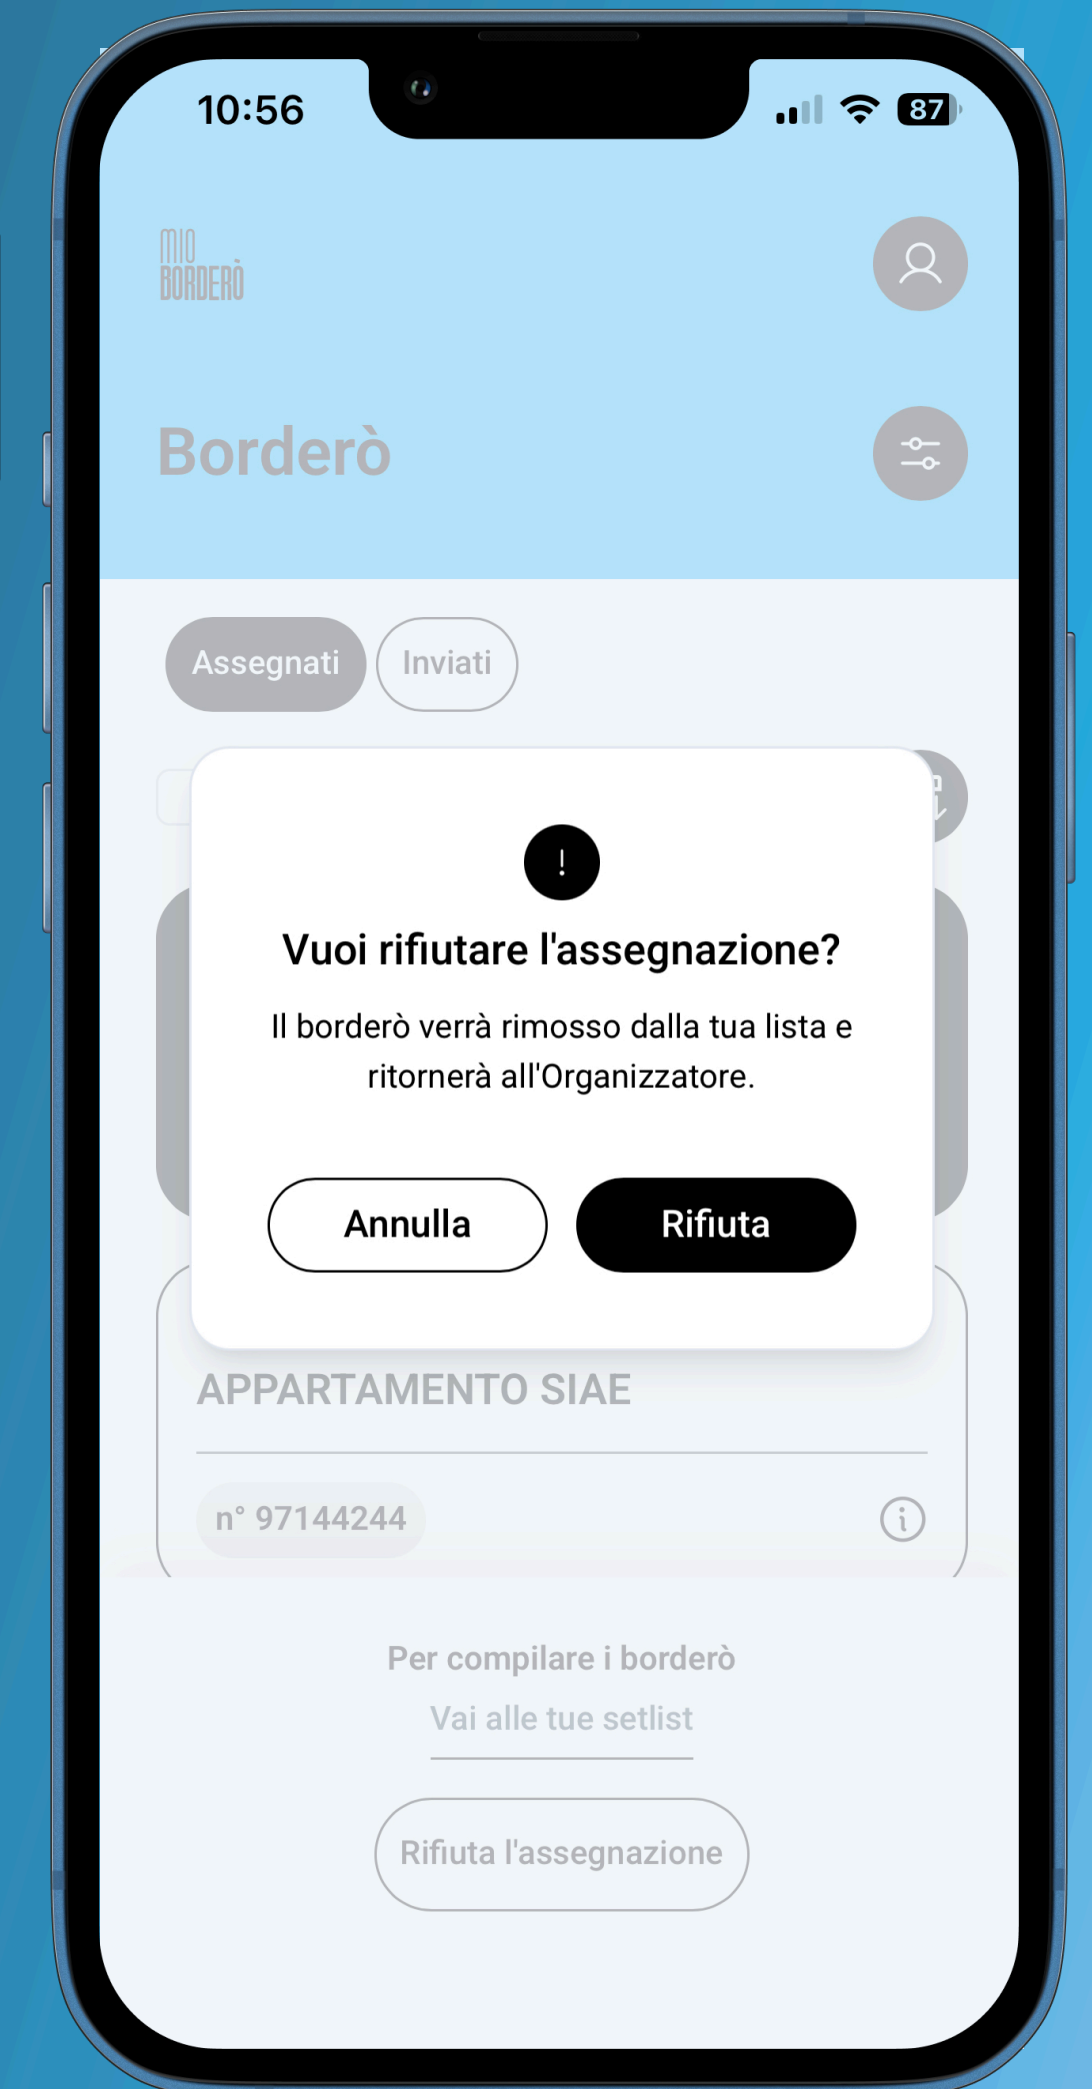 10:56
87
MIO
BORDERÒ
Borderò
Assegnati
Inviati
!
Vuoi rifiutare l'assegnazione?
Il borderò verrà rimosso dalla tua lista e
ritornerà all'Organizzatore.
Annulla
Rifiuta
APPARTAMENTO SIAE
n° 97144244
Per compilare i borderò
Vai alle tue setlist
Rifiuta l'assegnazione